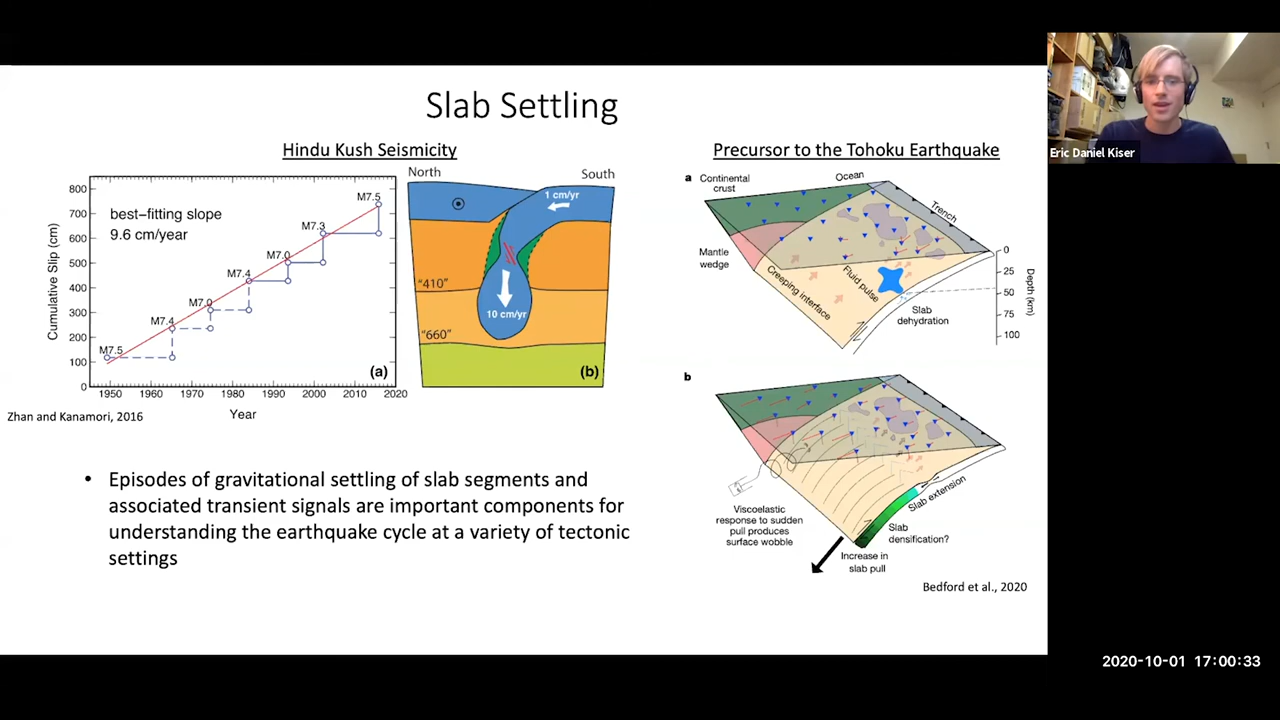 Slab Settling
Hindu Kush Seismicity
800
700
600
500
400
300
200
100
0
Cumulative Slip (cm)
best–fitting slope
9.6 cm/year
M7.5
M7.4
M7.0
M7.4
M7.0
M7.3
M7.5
(a)
1950 1960 1970 1980 1990 2000 2010 2020
Year
Zhan and Kanamori, 2016
North
South
1 cm/yr
"410"
10 cm/yr
"660"
(b)
Precursor to the Tohoku Earthquake
a
Continental
crust
Ocean
Trench
Mantle
wedge
Creeping interface
Fluid pulse
Slab
dehydration
0
25
50
75
100
Depth (km)
b
Viscoelastic
response to sudden
pull produces
surface wobble
Slab extension
Slab
densification?
Increase in
slab pull
Bedford et al., 2020
• Episodes of gravitational settling of slab segments and
associated transient signals are important components for
understanding the earthquake cycle at a variety of tectonic
settings
Eric Daniel Kiser
2020-10-01 17:00:33